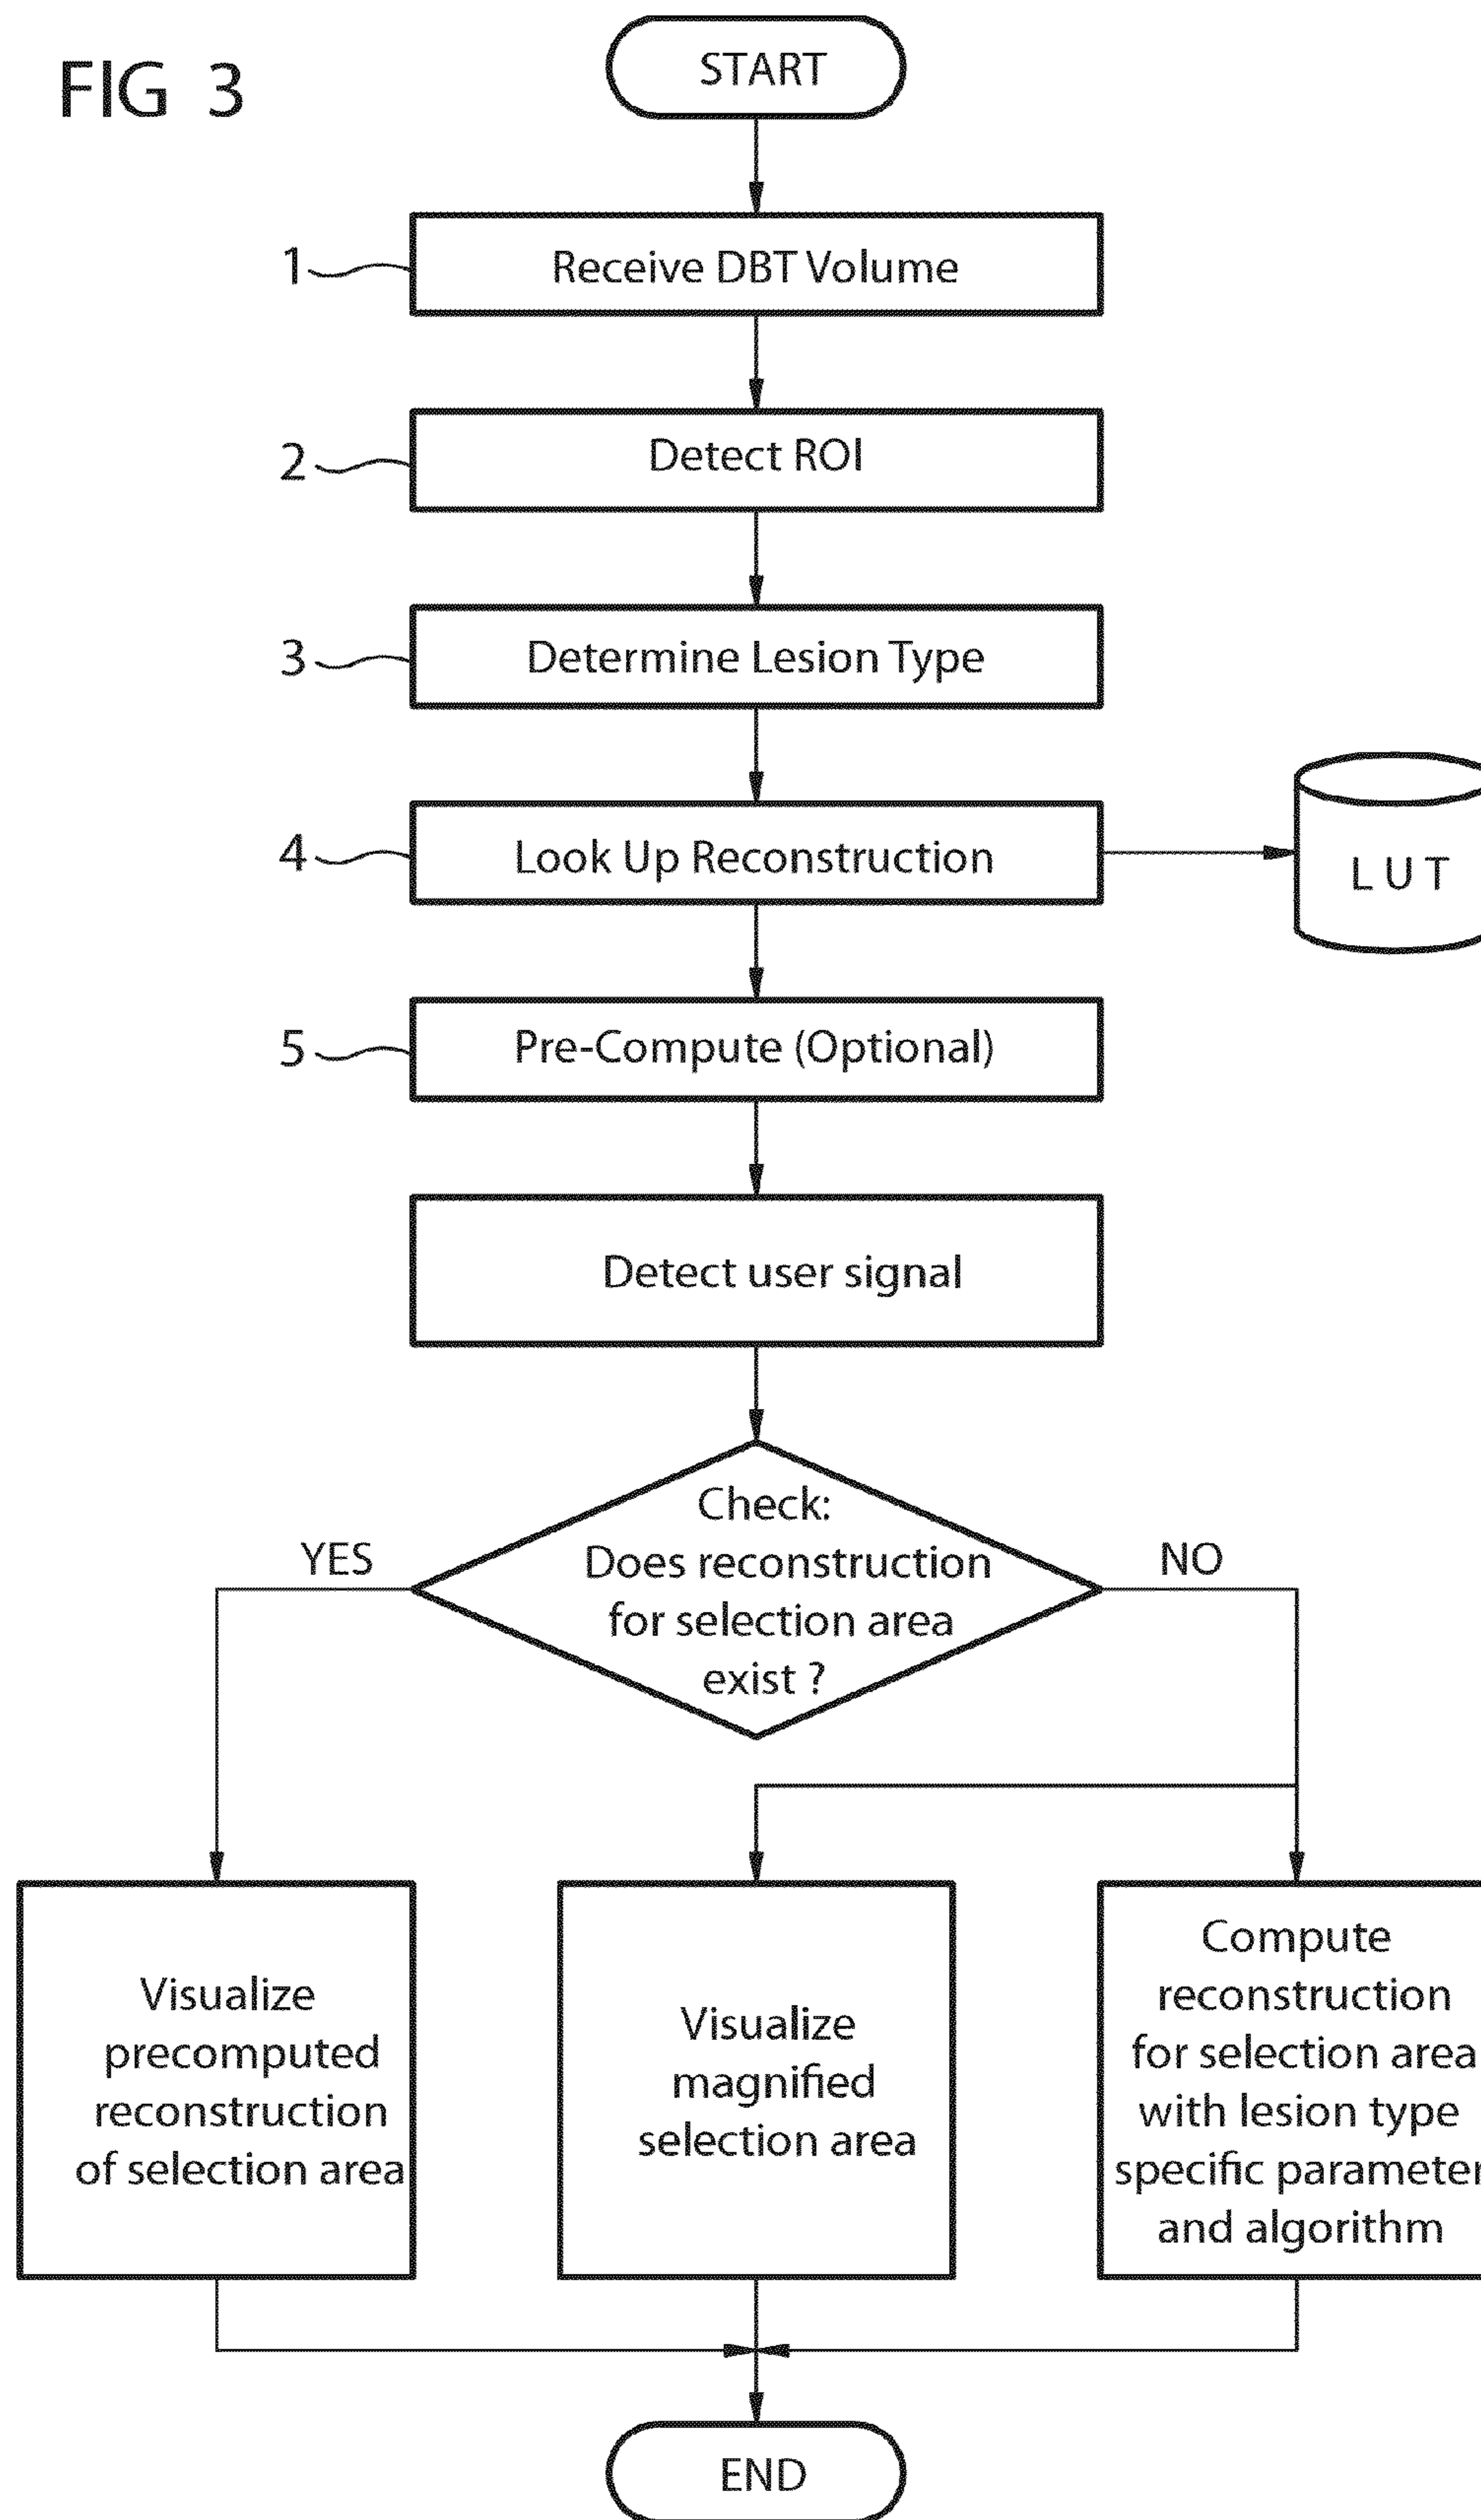 FIG 3
START
1
Receive DBT Volume
2
Detect ROI
3
Determine Lesion Type
4
Look Up Reconstruction
L U T
5
Pre-Compute (Optional)
Detect user signal
Check:
Does reconstruction
for selection area
exist ?
YES
NO
Visualize
precomputed
reconstruction
of selection area
Visualize
magnified
selection area
Compute
reconstruction
for selection area
with lesion type
specific parameter
and algorithm
END